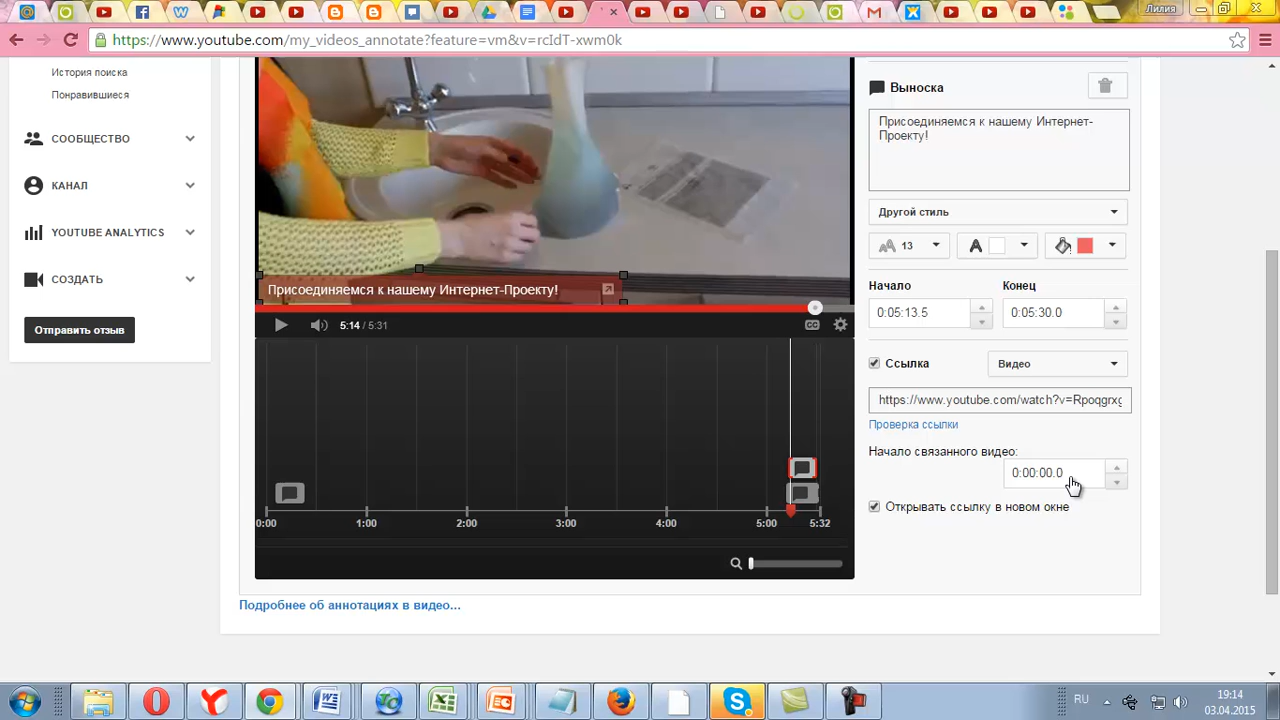 Лилия
https://www.youtube.com/my_videos_annotate?feature=vm&v=rcIdT-xwm0k
История поиска
Понравившиеся
СООБЩЕСТВО
КАНАЛ
YOUTUBE ANALYTICS
СОЗДАТЬ
Отправить отзыв
Присоединяемся к нашему Интернет-Проекту!
5:14 / 5:31
CC
0:00 1:00 2:00 3:00 4:00 5:00 5:32
Подробнее об аннотациях в видео...
Выноска
Присоединяемся к нашему Интернет-
Проекту!
Другой стиль
13
Начало Конец
0:05:13.5 0:05:30.0
Ссылка Видео
https://www.youtube.com/watch?v=Rpoqgrxg
Проверка ссылки
Начало связанного видео:
0:00:00.0
Открывать ссылку в новом окне
RU
19:14
03.04.2015